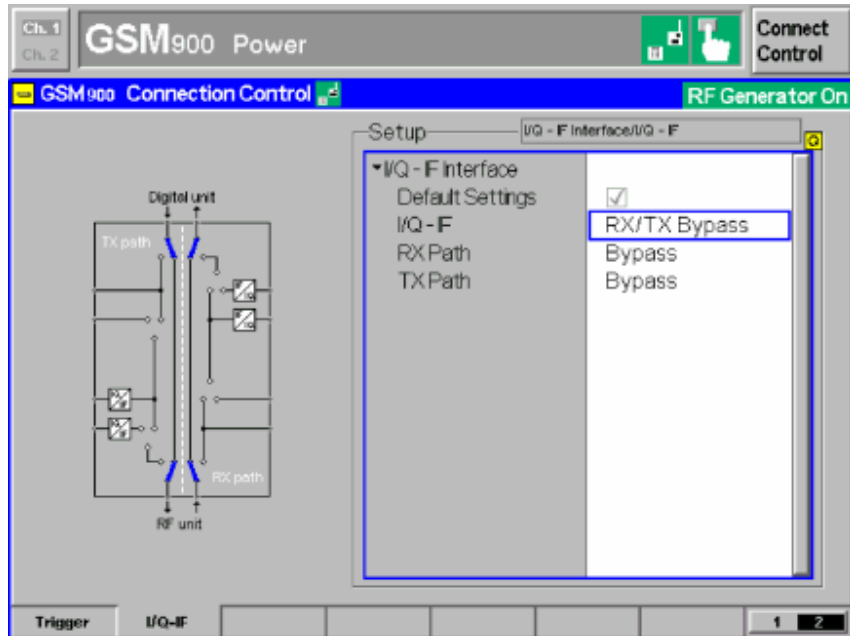 Ch. 1
Ch. 2
GSM900 Power
Connect
Control
GSM900 Connection Control
RF Generator On
Setup
I/Q - IF Interface/I/Q - IF
I/Q - IF Interface
Default Settings
I/Q - IF
RX/TX Bypass
RX Path
Bypass
TX Path
Bypass
Digital unit
TX path
RX path
RF unit
Trigger
I/Q-IF
1 2